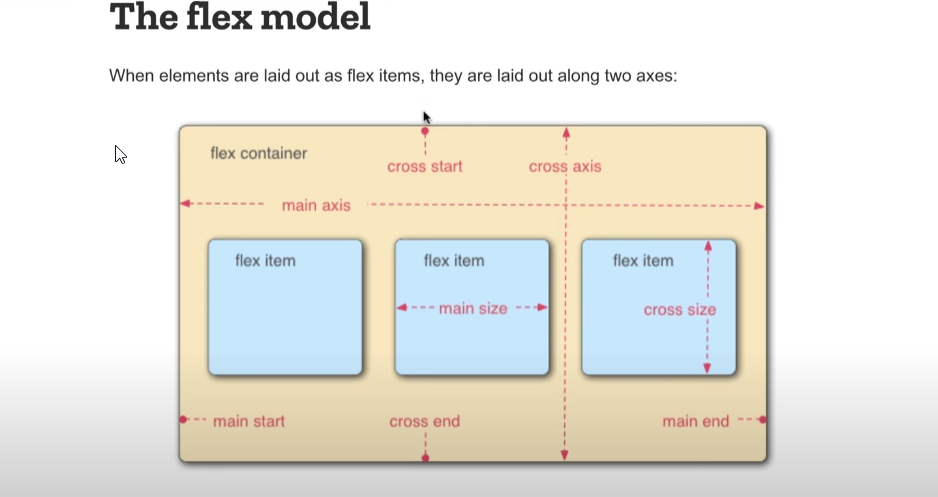 The flex model
When elements are laid out as flex items, they are laid out along two axes:
flex container
cross start
cross axis
main axis
flex item
flex item
flex item
main size
cross size
main start
cross end
main end